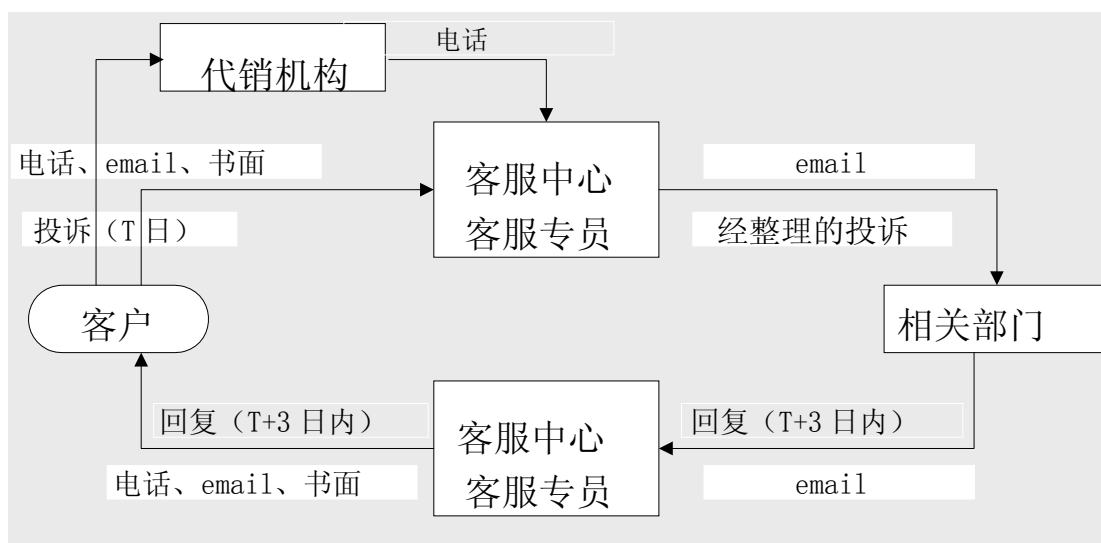 电话
代销机构
电话、email、书面
客服中心
客服专员
email
投诉（T 日）
经整理的投诉
客户
相关部门
回复（T+3 日内）
客服中心
客服专员
回复（T+3 日内）
电话、email、书面
email